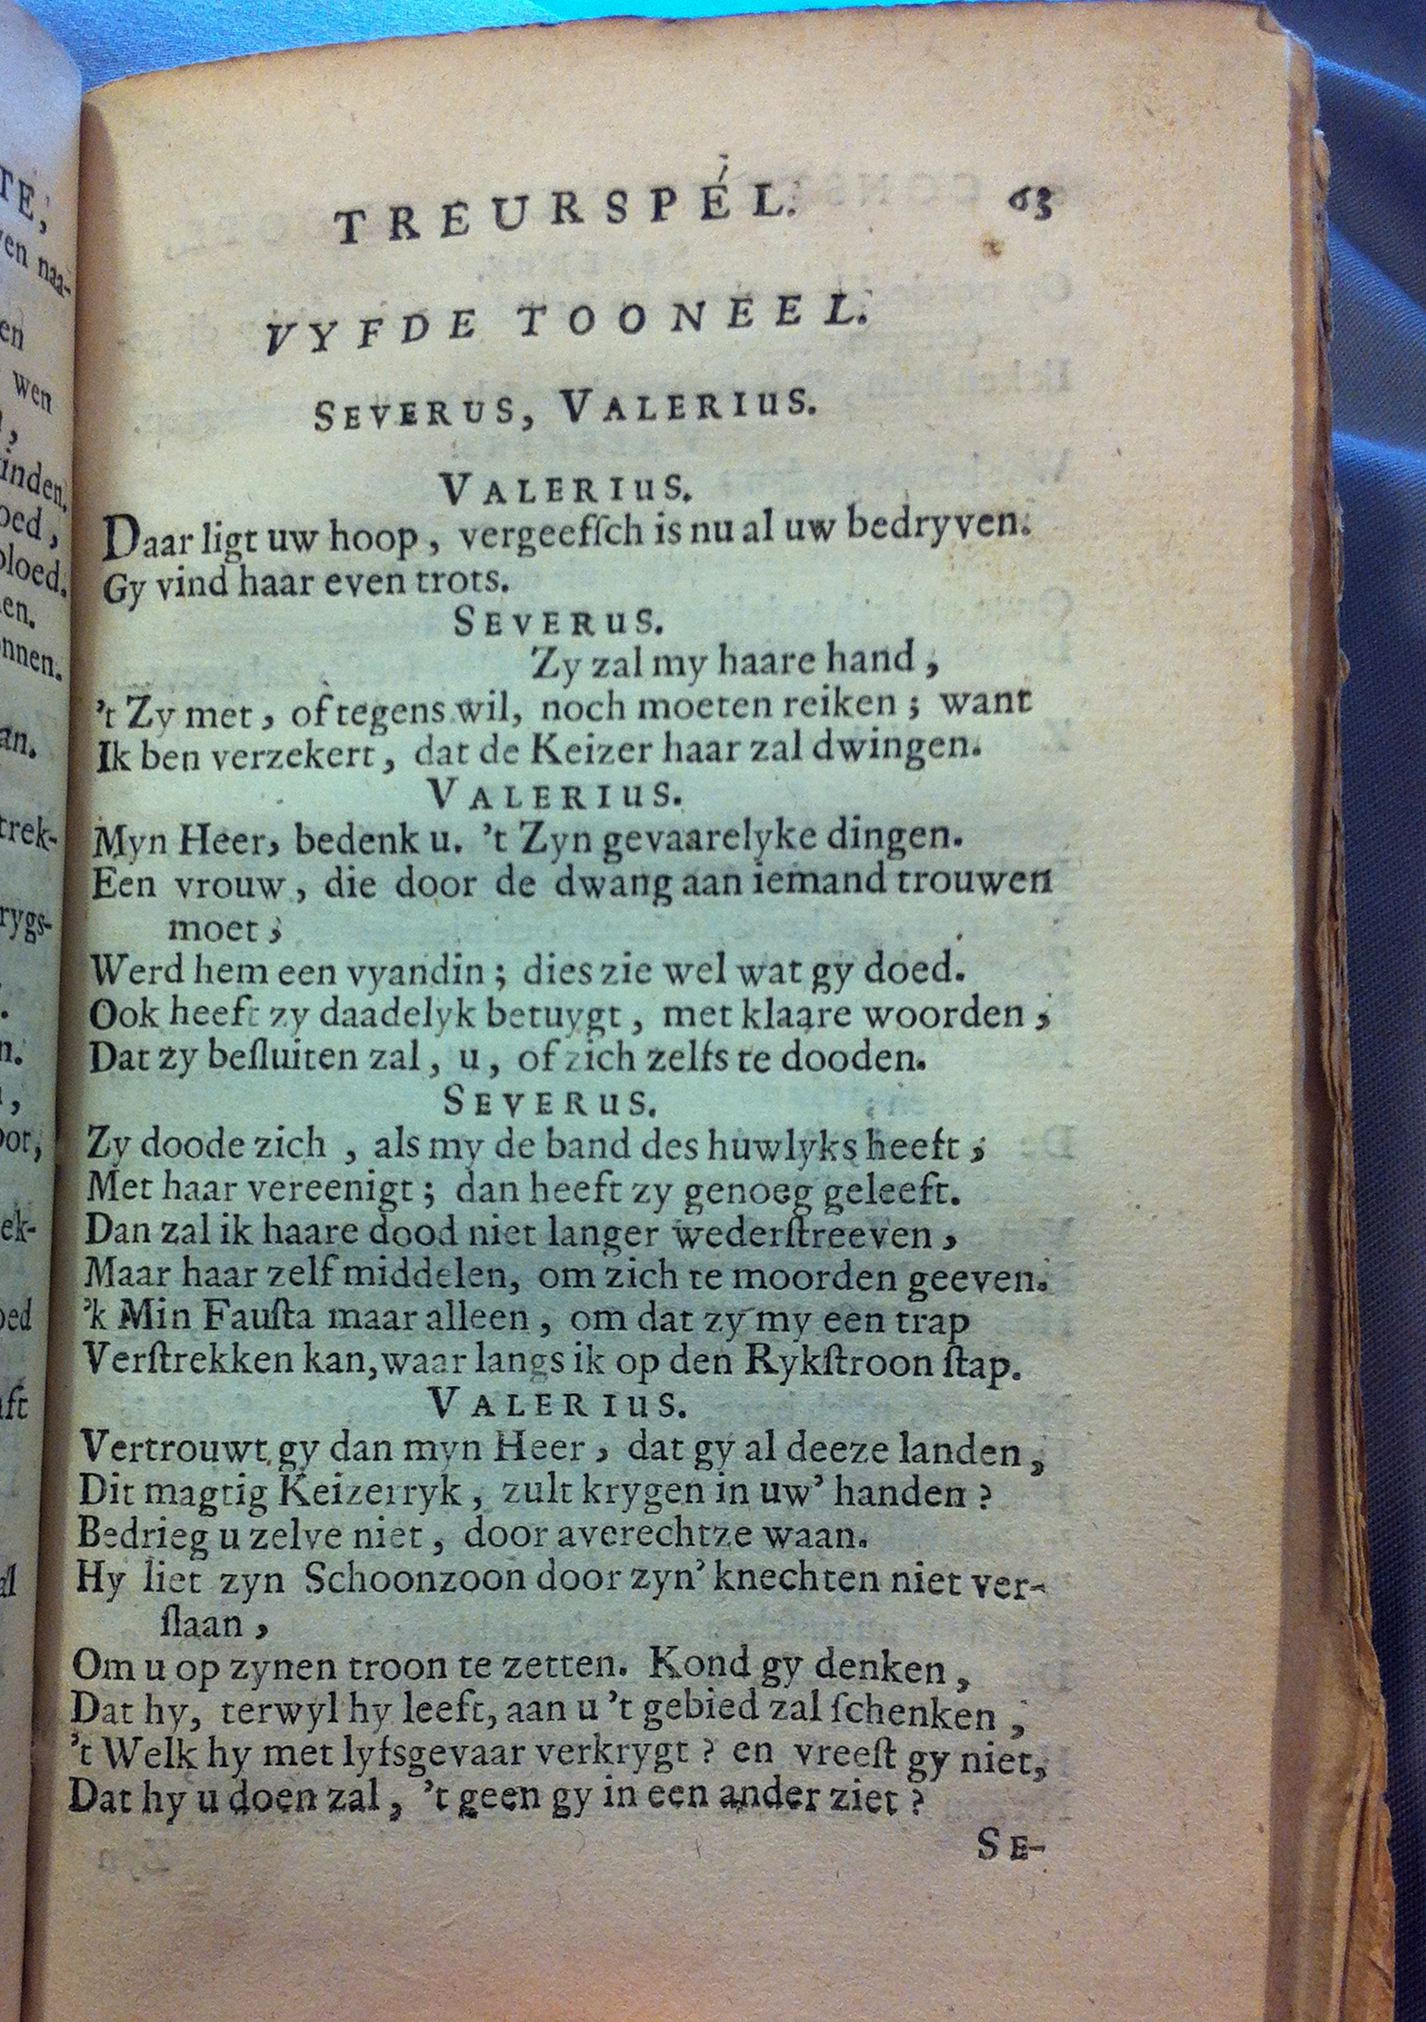 TREURSPÉL. 63
VYFDE TOONEEL.
SEVERUS, VALERIUS.
VALERIUS.
Daar ligt uw hoop, vergeefſch is nu al uw bedryven.
Gy vind haar even trots.
SEVERUS.
Zy zal my haare hand,
't Zy met, of tegens wil, noch moeten reiken; want
Ik ben verzekert, dat de Keizer haar zal dwingen.
VALERIUS.
Myn Heer, bedenk u. 't Zyn gevaarelyke dingen.
Een vrouw, die door de dwang aan iemand trouwen
moet,
Werd hem een vyandin; dies zie wel wat gy doed.
Ook heeft zy daadelyk betuygt, met klaare woorden,
Dat zy beſluiten zal, u, of zich zelfs te dooden.
SEVERUS.
Zy doode zich, als my de band des huwlyks heeft,
Met haar vereenigt; dan heeft zy genoeg geleeft.
Dan zal ik haare dood niet langer wederſtreeven,
Maar haar zelf middelen, om zich te moorden geeven.
'k Min Fauſta maar alleen, om dat zy my een trap
Verſtrekken kan, waar langs ik op den Rykſtroon ſtap.
VALERIUS.
Vertrouwt gy dan myn Heer, dat gy al deeze landen,
Dit magtig Keizerryk, zult krygen in uw' handen?
Bedrieg u zelve niet, door averechtze waan.
Hy liet zyn Schoonzoon door zyn' knechten niet ver-
ſlaan,
Om u op zynen troon te zetten. Kond gy denken,
Dat hy, terwyl hy leeft, aan u 't gebied zal ſchenken,
't Welk hy met lyfsgevaar verkrygt? en vreeſt gy niet,
Dat hy u doen zal, 't geen gy in een ander ziet?
SE-